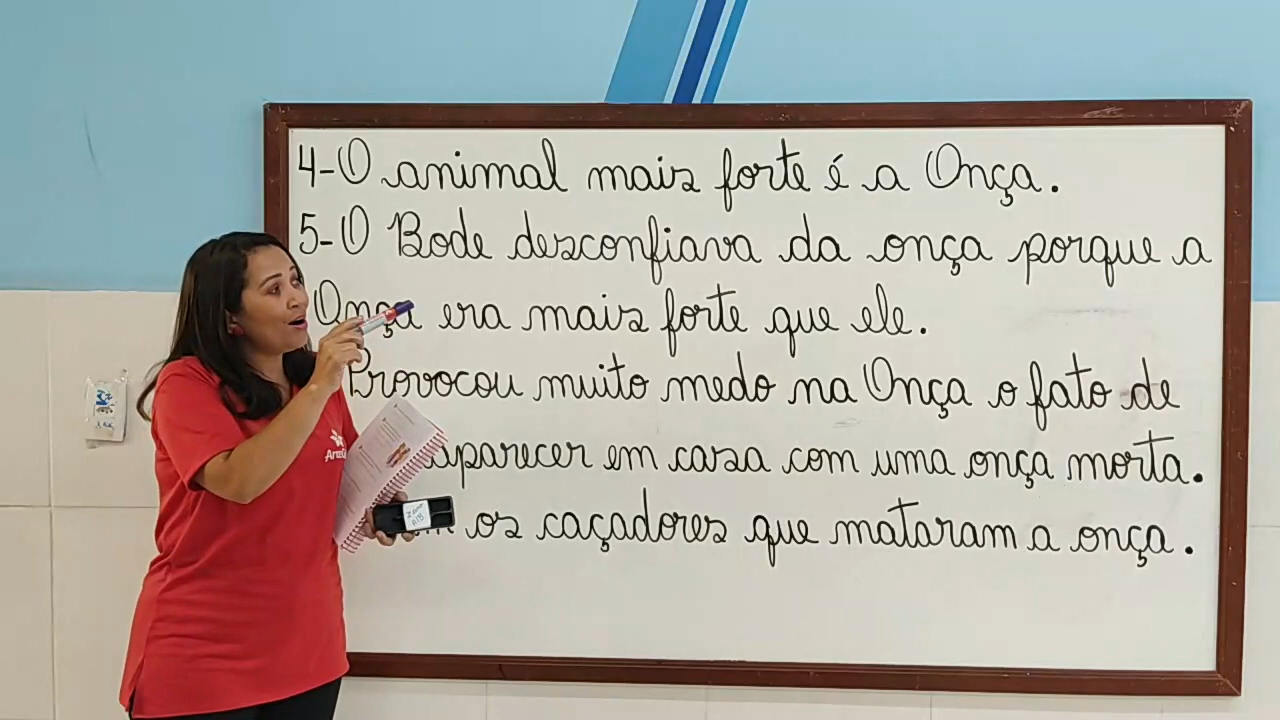 4-O animal mais forte é a Onça.
5-O Bode desconfiava da onça porque a
Onça era mais forte que ele.
Provocou muito medo na Onça o fato de
aparecer em casa com uma onça morta.
os caçadores que mataram a onça.